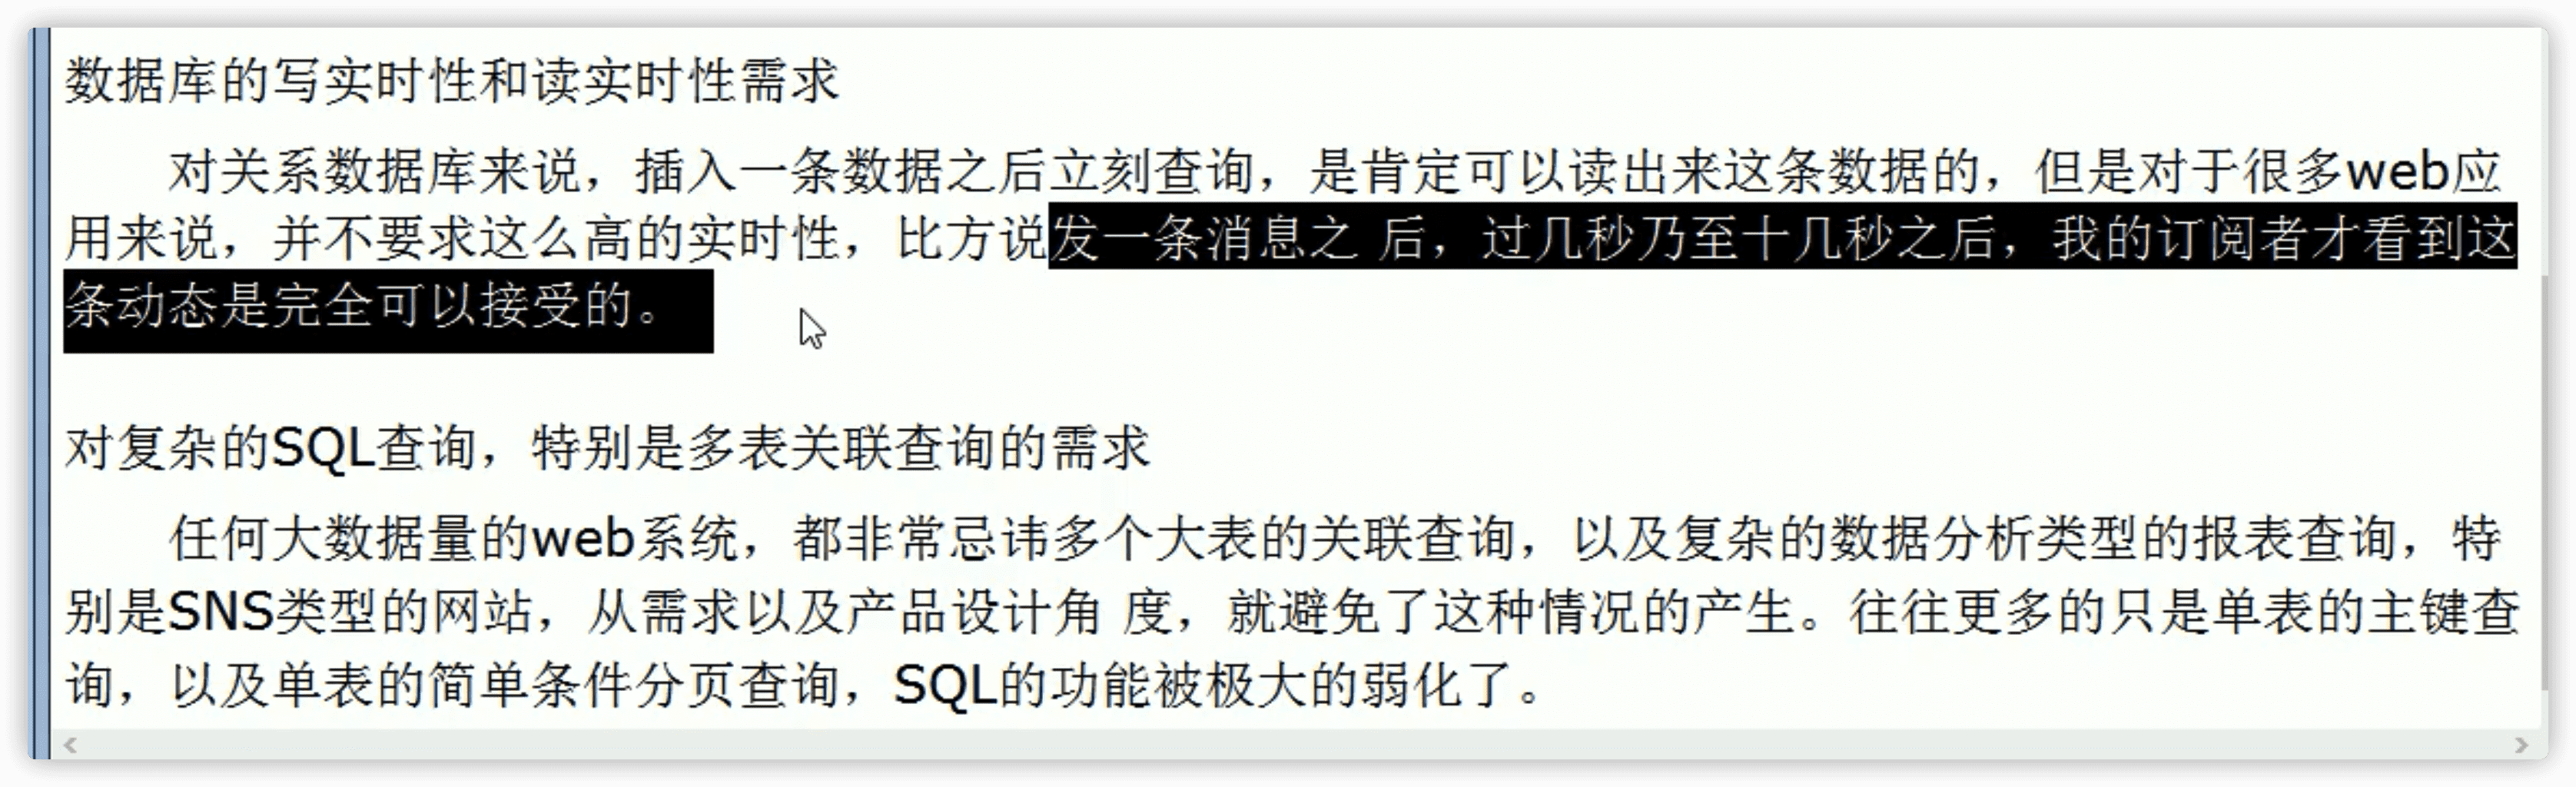 数据库的写实时性和读实时性需求
对关系数据库来说，插入一条数据之后立刻查询，是肯定可以读出来这条数据的，但是对于很多web应
用来说，并不要求这么高的实时性，比方说发一条消息之 后，过几秒乃至十几秒之后，我的订阅者才看到这
条动态是完全可以接受的。
对复杂的SQL查询，特别是多表关联查询的需求
任何大数据量的web系统，都非常忌讳多个大表的关联查询，以及复杂的数据分析类型的报表查询，特
别是SNS类型的网站，从需求以及产品设计角 度，就避免了这种情况的产生。往往更多的只是单表的主键查
询，以及单表的简单条件分页查询，SQL的功能被极大的弱化了。